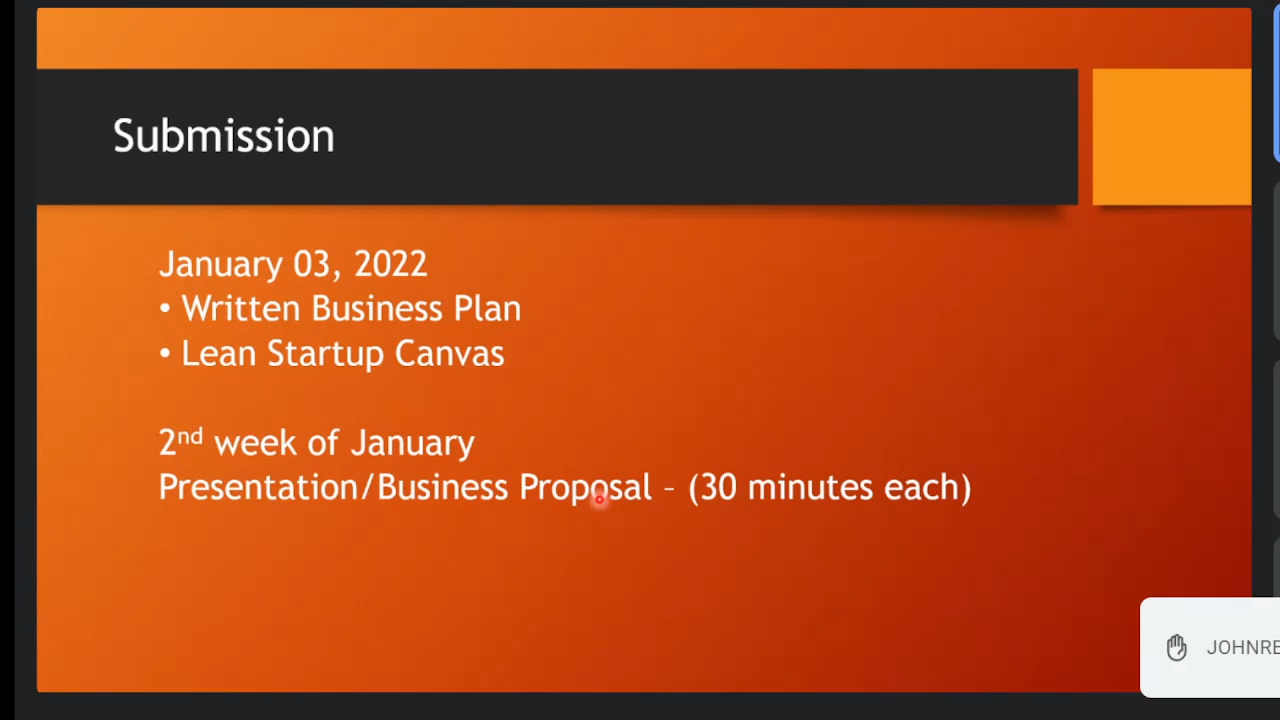 Submission
January 03, 2022
• Written Business Plan
• Lean Startup Canvas
2nd week of January
Presentation/Business Proposal – (30 minutes each)